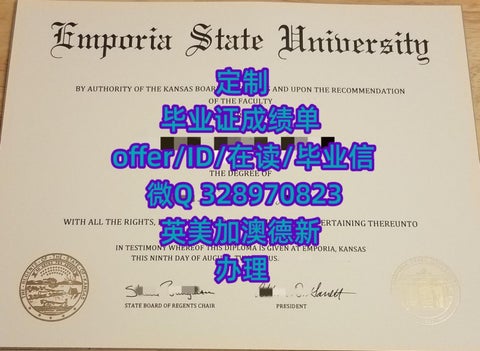 Emporia State University
BY AUTHORITY OF THE KANSAS BOARD AND UPON THE RECOMMENDATION
定制
OF THE FACULTY
毕业证成绩单
offer/ID/在读/毕业信
THE DEGREE OF
微Q 328970823
WITH ALL THE RIGHTS, PERTAINING THEREUNTO
英美加澳德新
IN TESTIMONY WHEREOF THIS DIPLOMA IS GIVEN AT EMPORIA, KANSAS
THIS NINTH DAY OF AUGUST
办理
STATE BOARD OF REGENTS CHAIR
PRESIDENT